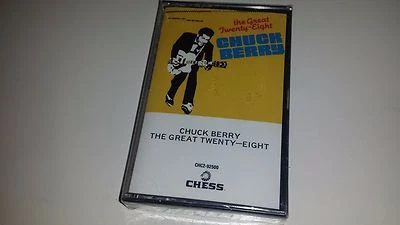 the Great
Twenty-Eight
CHUCK
BERRY
CHUCK BERRY
THE GREAT TWENTY—EIGHT
CHC2-92500
CHESS